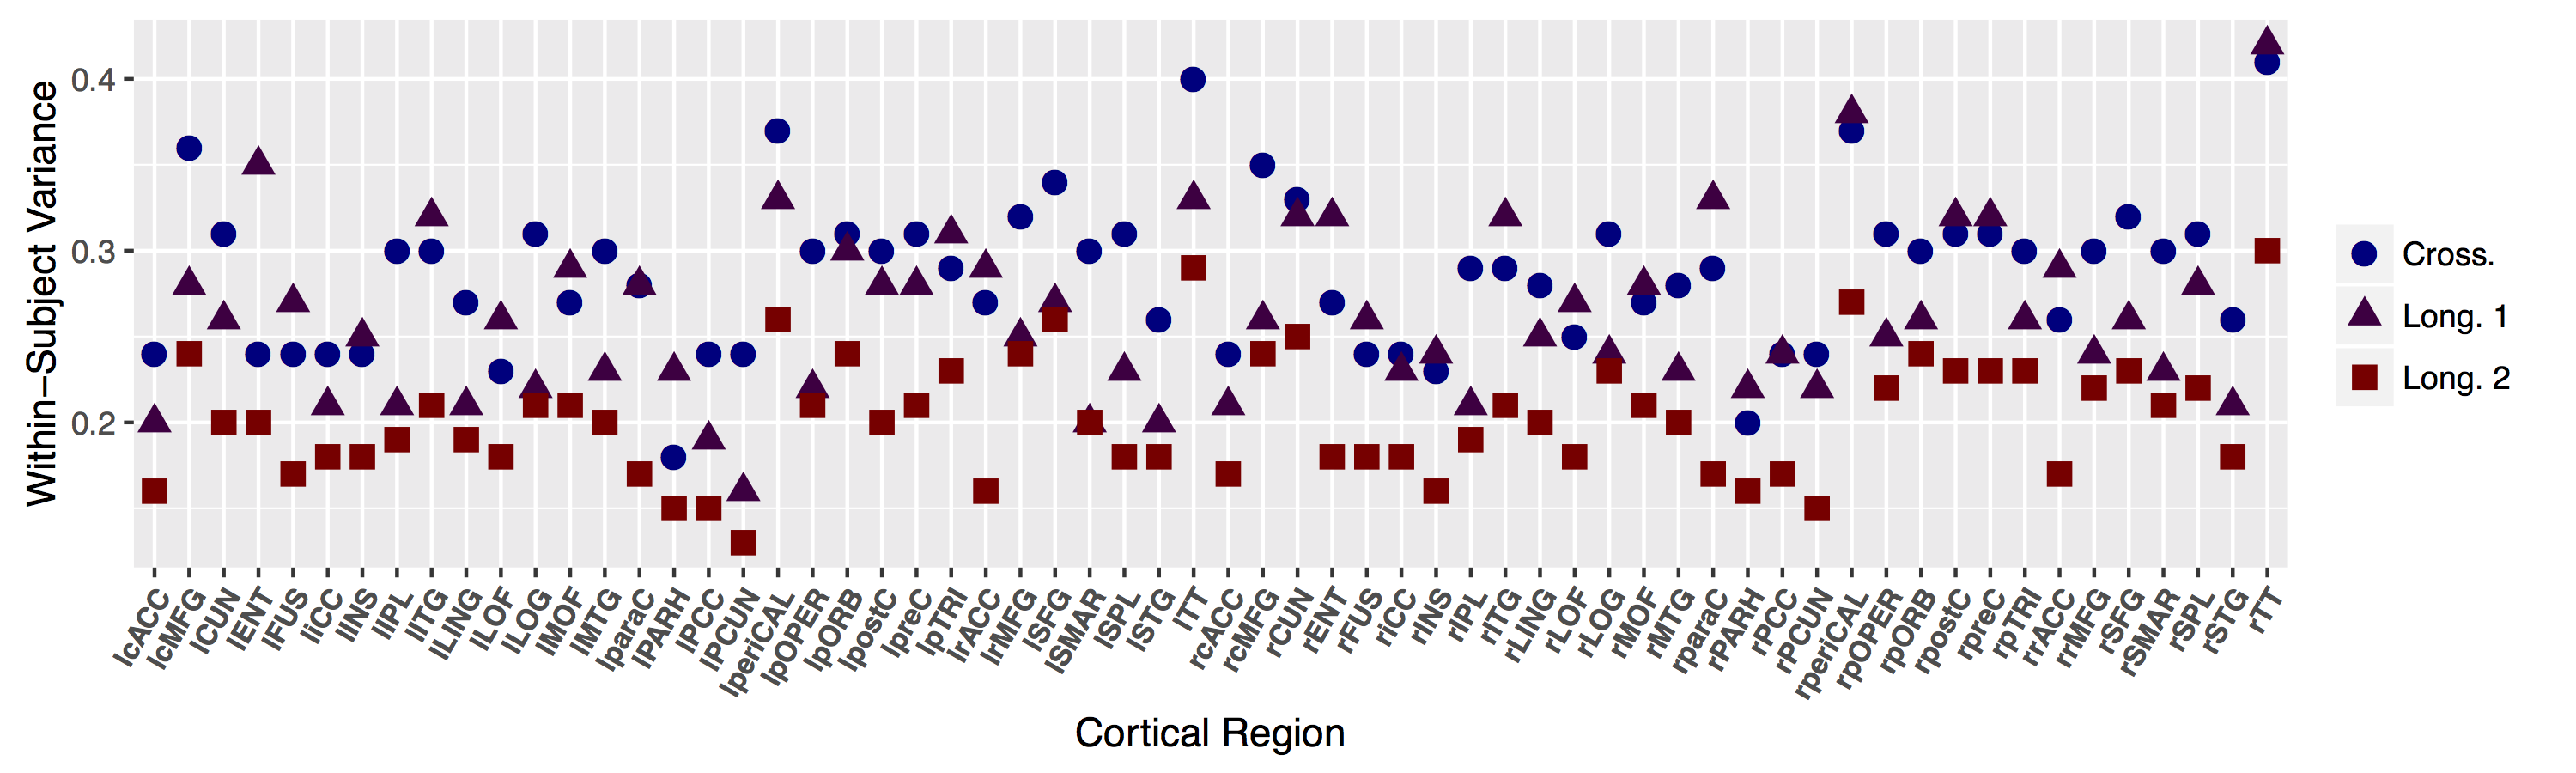 Within−Subject Variance
0.4
0.3
0.2
lcACC
lcMFG
lCUN
lENT
lFUS
liCC
lINS
lIPL
lITG
lLING
lLOF
lLOG
lMOF
lMTG
lparaC
lPARH
lPCC
lPCUN
lperiCAL
lpOPER
lpORB
lpostC
lpreC
lpTRI
lrACC
lrMFG
lSFG
lSMAR
lSPL
lSTG
lTT
rcACC
rcMFG
rCUN
rENT
rFUS
riCC
rINS
rIPL
rITG
rLING
rLOF
rLOG
rMOF
rMTG
rparaC
rPARH
rPCC
rPCUN
rperiCAL
rpOPER
rpORB
rpostC
rpreC
rpTRI
rrACC
rrMFG
rSFG
rSMAR
rSPL
rSTG
rTT
Cortical Region
Cross.
Long. 1
Long. 2